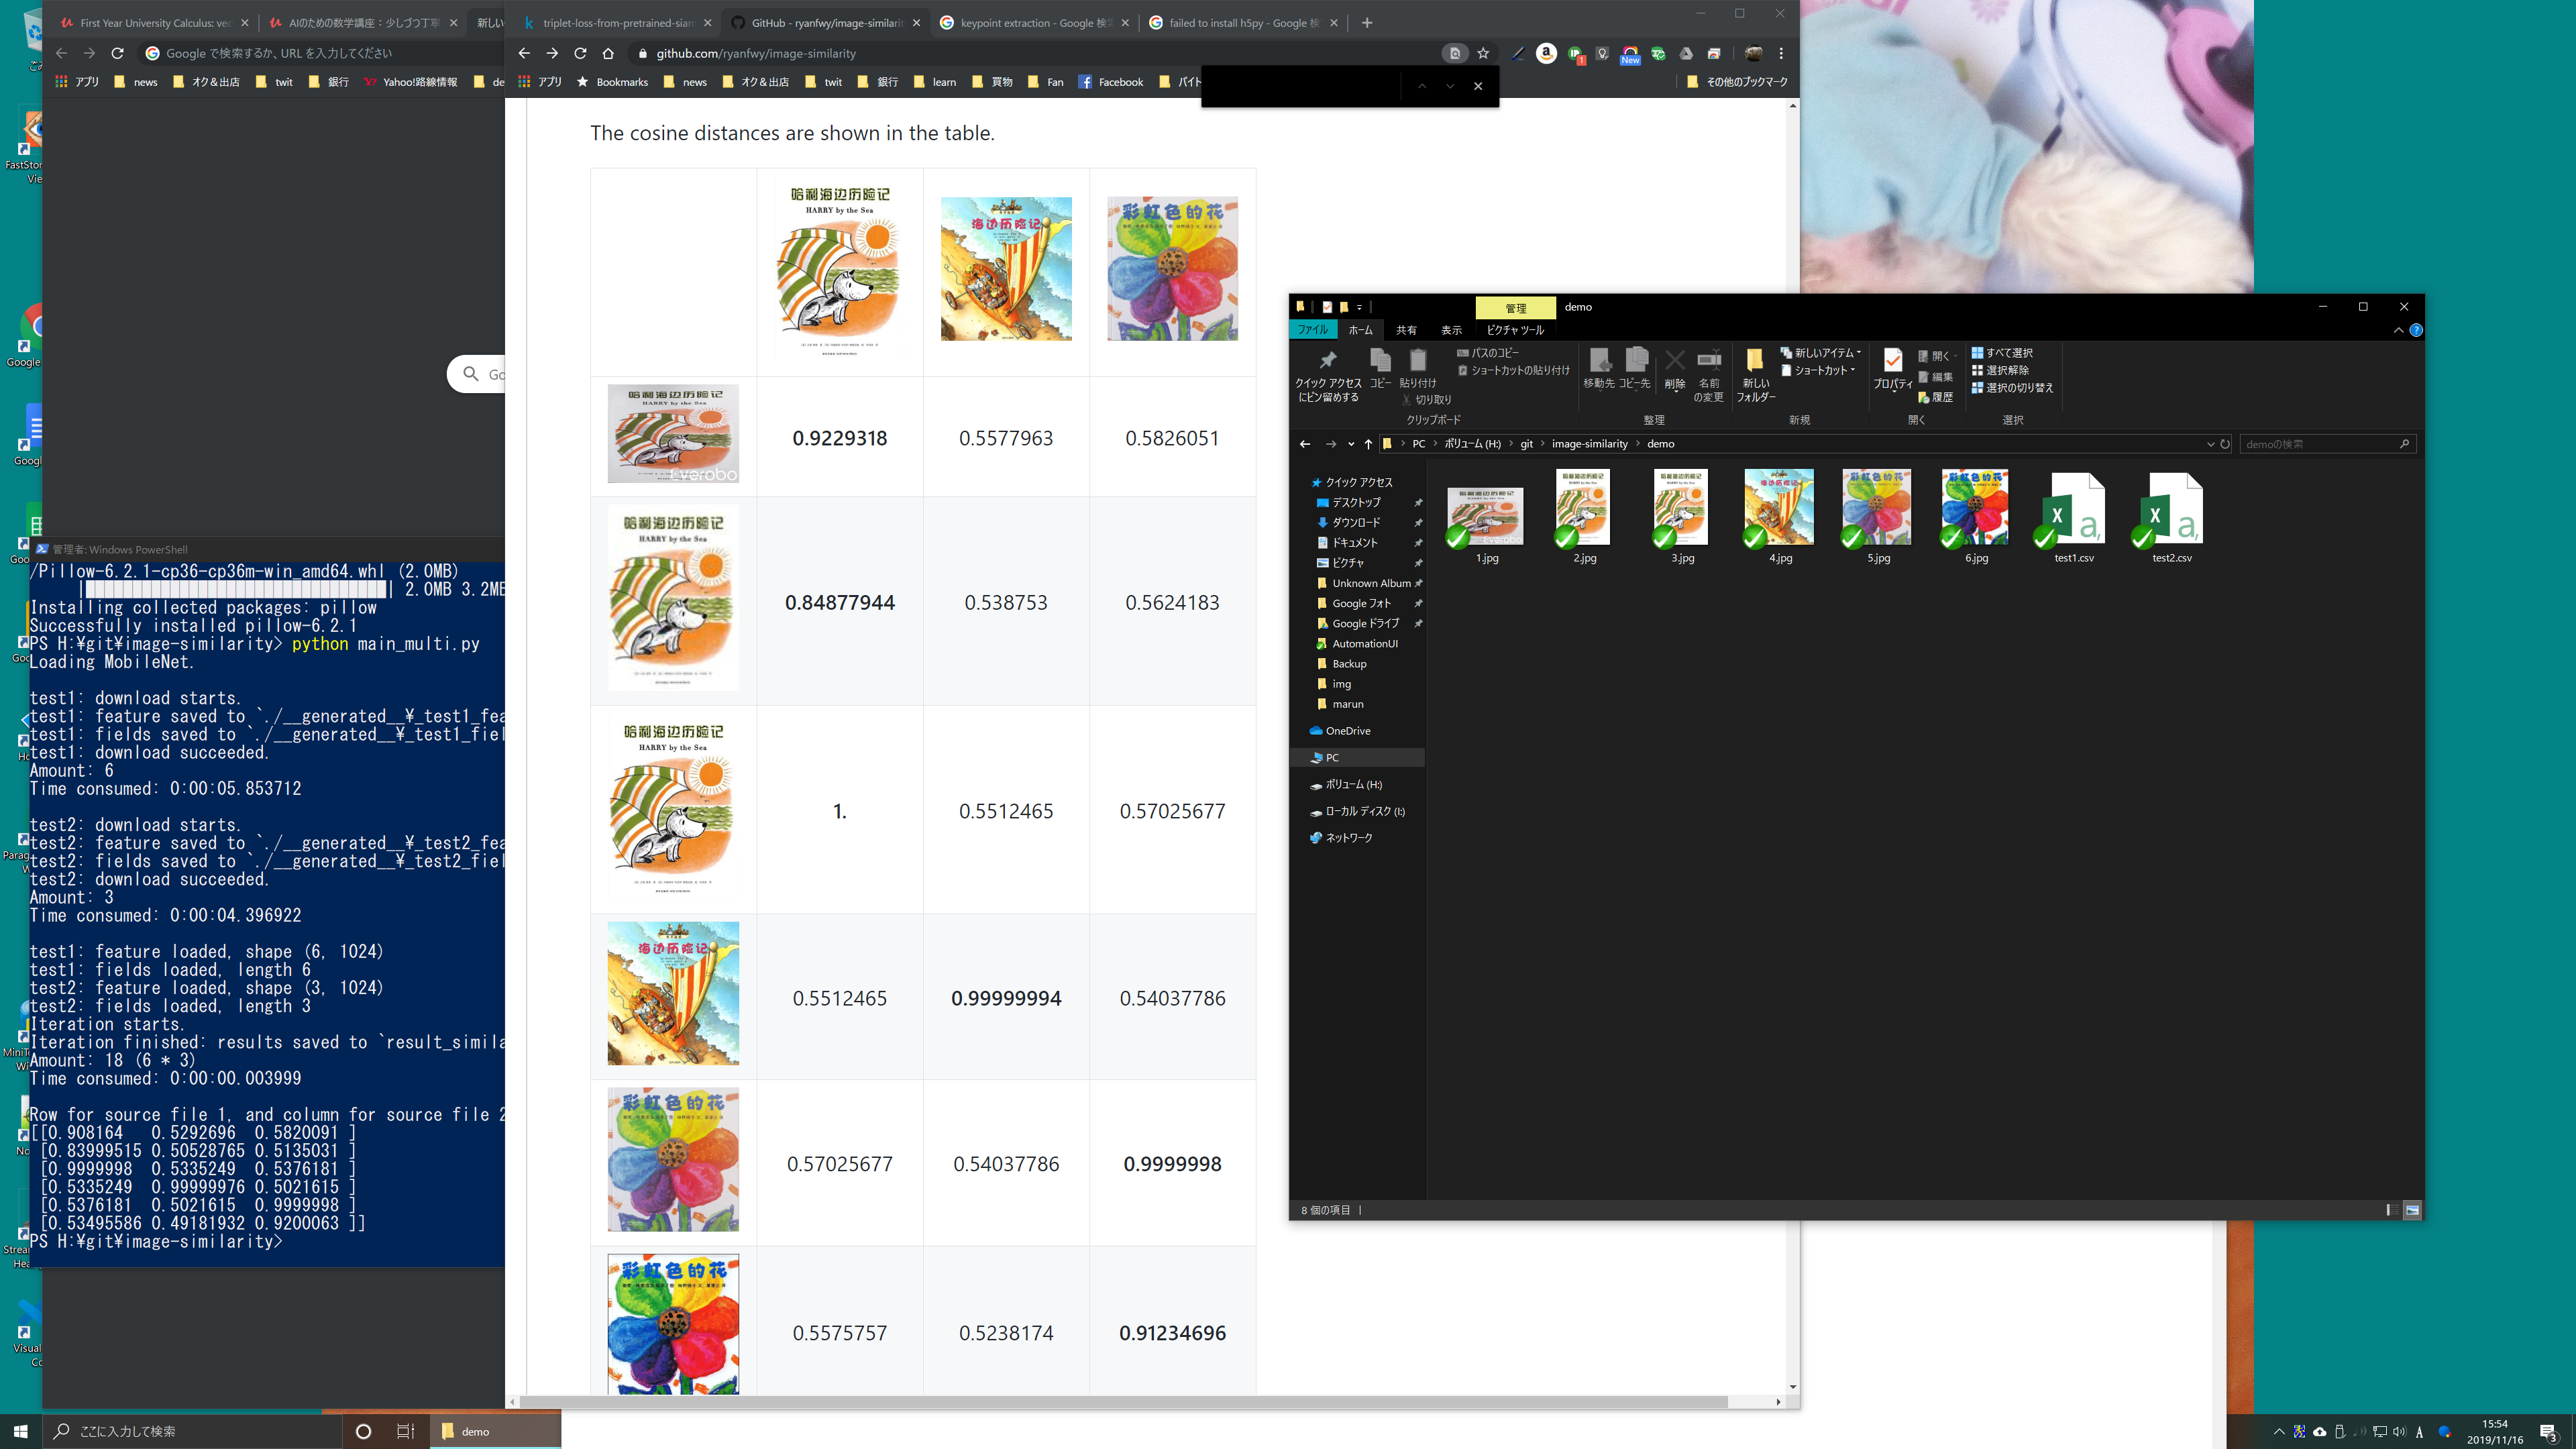 First Year University Calculus: vec
AIのための数学講座：少しづつ丁寧
新しい
Google で検索するか、URL を入力してください
アプリ news オク＆出店 twit 銀行 Yahoo!路線情報 de
triplet-loss-from-pretrained-siam
GitHub - ryanfwy/image-similarit
keypoint extraction - Google 検索
failed to install h5py - Google 検
github.com/ryanfwy/image-similarity
1
New
アプリ Bookmarks news オク＆出店 twit 銀行 learn 買物 Fan Facebook バイト
その他のブックマーク
The cosine distances are shown in the table.
哈利海边历险记
HARRY by the Sea
海边历险记
彩虹色的花
哈利海边历险记
HARRY by the Sea
Everobo
0.9229318 0.5577963 0.5826051
哈利海边历险记
HARRY by the Sea
0.84877944 0.538753 0.5624183
哈利海边历险记
HARRY by the Sea
1. 0.5512465 0.57025677
海边历险记
0.5512465 0.99999994 0.54037786
彩虹色的花
0.57025677 0.54037786 0.9999998
彩虹色的花
0.5575757 0.5238174 0.91234696
Go
FastSton
Vie
Google
管理者: Windows PowerShell
/Pillow-6.2.1-cp36-cp36m-win_amd64.whl (2.0MB)
| 2.0MB 3.2ME
Installing collected packages: pillow
Successfully installed pillow-6.2.1
PS H:¥git¥image-similarity> python main_multi.py
Loading MobileNet.
test1: download starts.
test1: feature saved to `./__generated__¥_test1_fea
test1: fields saved to `./__generated__¥_test1_fiel
test1: download succeeded.
Amount: 6
Time consumed: 0:00:05.853712
test2: download starts.
test2: feature saved to `./__generated__¥_test2_fea
test2: fields saved to `./__generated__¥_test2_fiel
test2: download succeeded.
Amount: 3
Time consumed: 0:00:04.396922
test1: feature loaded, shape (6, 1024)
test1: fields loaded, length 6
test2: feature loaded, shape (3, 1024)
test2: fields loaded, length 3
Iteration starts.
Iteration finished: results saved to `result_simila
Amount: 18 (6 * 3)
Time consumed: 0:00:00.003999
Row for source file 1, and column for source file 2
[[0.908164 0.5292696 0.5820091 ]
[0.83999515 0.50528765 0.5135031 ]
[0.9999998 0.5335249 0.5376181 ]
[0.5335249 0.99999976 0.5021615 ]
[0.5376181 0.5021615 0.9999998 ]
[0.53495586 0.49181932 0.9200063 ]]
PS H:¥git¥image-similarity>
管理
demo
ファイル ホーム 共有 表示 ピクチャ ツール
クイック アクセス
にピン留めする
コピー
貼り付け
パスのコピー
ショートカットの貼り付け
切り取り
クリップボード
移動先 コピー先 削除 名前
の変更
整理
新しい
フォルダー
新しいアイテム
ショートカット
新規
プロパティ
開く
編集
履歴
開く
すべて選択
選択解除
選択の切り替え
選択
PC > ボリューム (H:) > git > image-similarity > demo
demoの検索
クイック アクセス
デスクトップ
ダウンロード
ドキュメント
ピクチャ
Unknown Album
Google フォト
Google ドライブ
AutomationUI
Backup
img
marun
OneDrive
PC
ボリューム (H:)
ローカル ディスク (I:)
ネットワーク
1.jpg 2.jpg 3.jpg 4.jpg 5.jpg 6.jpg test1.csv test2.csv
8 個の項目
ここに入力して検索
demo
A
15:54
2019/11/16
3